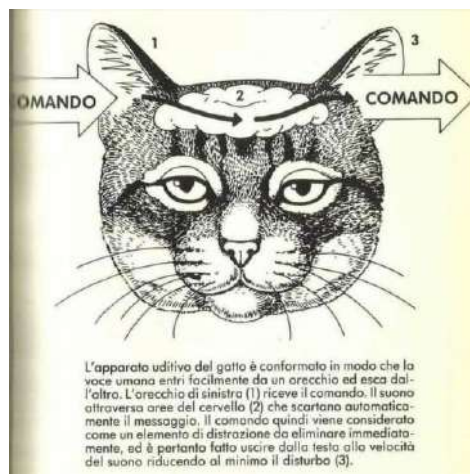 1
3
2
OMANDO
COMANDO
L'apparato uditivo del gatto è conformato in modo che la
voce umana entri facilmente da un orecchio ed esca dal-
l'altro. L'orecchio di sinistra (1) riceve il comando. Il suono
attraversa aree del cervello (2) che scartano automatica-
mente il messaggio. Il comando quindi viene considerato
come un elemento di distrazione da eliminare immediata-
mente, ed è pertanto fatto uscire dalla testa alla velocità
del suono riducendo al minimo il disturbo (3).